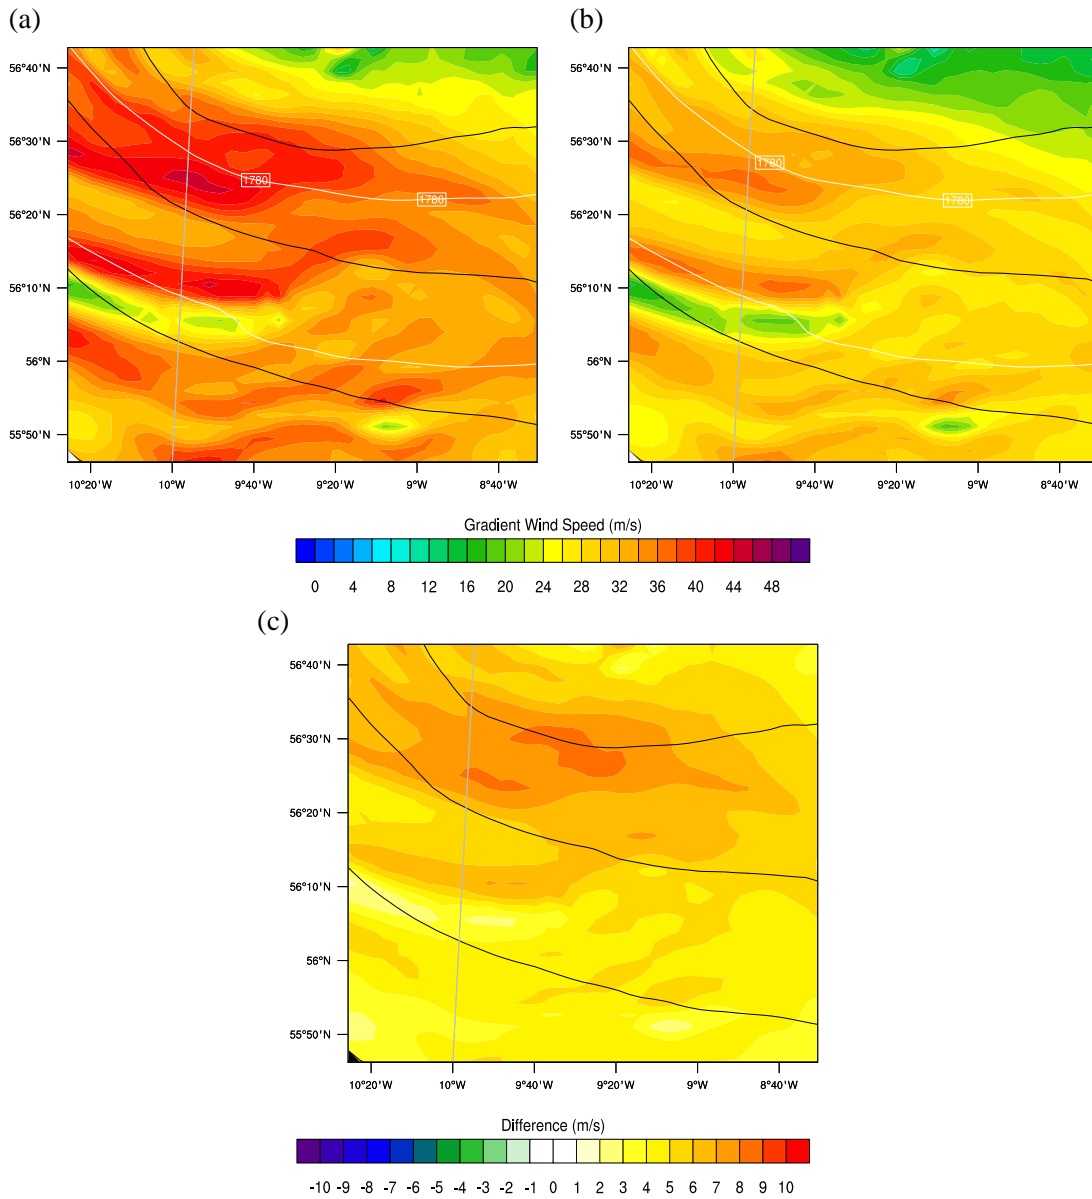 (a)
(b)
56°40'N
56°30'N
56°20'N
56°10'N
56°N
55°50'N
1780
1780
10°20'W 10°W 9°40'W 9°20'W 9°W 8°40'W
56°40'N
56°30'N
56°20'N
56°10'N
56°N
55°50'N
1780
1780
10°20'W 10°W 9°40'W 9°20'W 9°W 8°40'W
Gradient Wind Speed (m/s)
0 4 8 12 16 20 24 28 32 36 40 44 48
(c)
56°40'N
56°30'N
56°20'N
56°10'N
56°N
55°50'N
10°20'W 10°W 9°40'W 9°20'W 9°W 8°40'W
Difference (m/s)
-10 -9 -8 -7 -6 -5 -4 -3 -2 -1 0 1 2 3 4 5 6 7 8 9 10